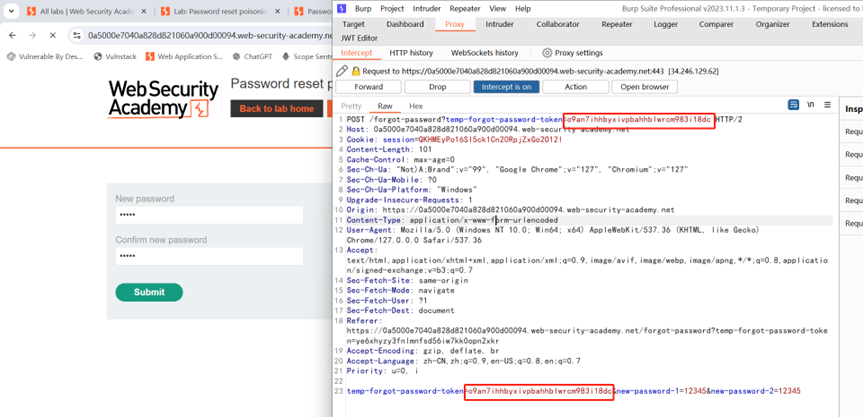 All labs | Web Security Acade
Lab: Password reset poisoning
Passwor
0a5000e7040a828d821060a900d00094.web-security-academy.ne
Vulnerable By Des...
Vulnstack
Web Application S...
ChatGPT
Scope Sentr
Web Security
Academy
Password reset p
Back to lab home
New password
•••••
Confirm new password
•••••
Submit
Burp Project Intruder Repeater View Help
Burp Suite Professional v2023.11.1.3 - Temporary Project - licensed to
Target Dashboard Proxy Intruder Collaborator Repeater Logger Comparer Organizer Extensions
JWT Editor
Intercept HTTP history WebSockets history Proxy settings
Request to https://0a5000e7040a828d821060a900d00094.web-security-academy.net:443 [34.246.129.62]
Forward Drop Intercept is on Action Open browser
Pretty Raw Hex
\n
Inspe
Requ
Requ
Requ
Requ
Requ
1 POST /forgot-password?temp-forgot-password-token=o9an7ihhbyxivpbahhblwrcm983i18dc HTTP/2
2 Host: 0a5000e7040a828d821060a900d00094.web-security-academy.net
3 Cookie: session=QKHMEyPo16Sl5ck1Cn2ORpjZxGo2012l
4 Content-Length: 101
5 Cache-Control: max-age=0
6 Sec-Ch-Ua: "Not)A;Brand";v="99", "Google Chrome";v="127", "Chromium";v="127"
7 Sec-Ch-Ua-Mobile: ?0
8 Sec-Ch-Ua-Platform: "Windows"
9 Upgrade-Insecure-Requests: 1
10 Origin: https://0a5000e7040a828d821060a900d00094.web-security-academy.net
11 Content-Type: application/x-www-form-urlencoded
12 User-Agent: Mozilla/5.0 (Windows NT 10.0; Win64; x64) AppleWebKit/537.36 (KHTML, like Gecko)
Chrome/127.0.0.0 Safari/537.36
13 Accept:
text/html,application/xhtml+xml,application/xml;q=0.9,image/avif,image/webp,image/apng,*/*;q=0.8,applicatio
n/signed-exchange;v=b3;q=0.7
14 Sec-Fetch-Site: same-origin
15 Sec-Fetch-Mode: navigate
16 Sec-Fetch-User: ?1
17 Sec-Fetch-Dest: document
18 Referer:
https://0a5000e7040a828d821060a900d00094.web-security-academy.net/forgot-password?temp-forgot-password-toke
n=ye6xhyzy3fnlmnfsd56iw7kk0opn2xkr
19 Accept-Encoding: gzip, deflate, br
20 Accept-Language: zh-CN,zh;q=0.9,en-US;q=0.8,en;q=0.7
21 Priority: u=0, i
22
23 temp-forgot-password-token=o9an7ihhbyxivpbahhblwrcm983i18dc&new-password-1=12345&new-password-2=12345